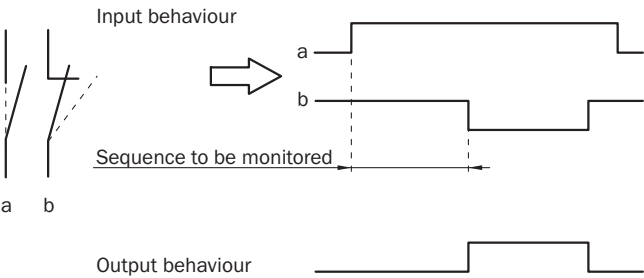 Input behaviour
a
b
Sequence to be monitored
a b
Output behaviour